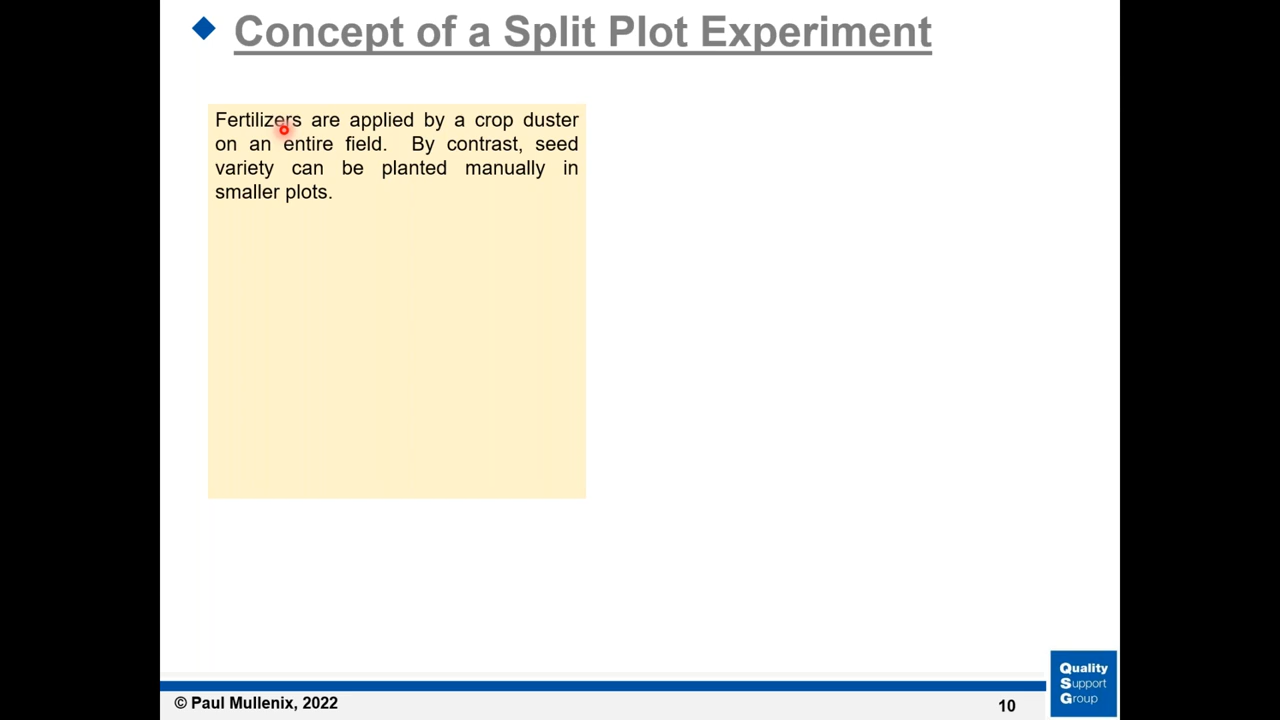 Concept of a Split Plot Experiment
Fertilizers are applied by a crop duster
on an entire field. By contrast, seed
variety can be planted manually in
smaller plots.
© Paul Mullenix, 2022
10
Quality
Support
Group